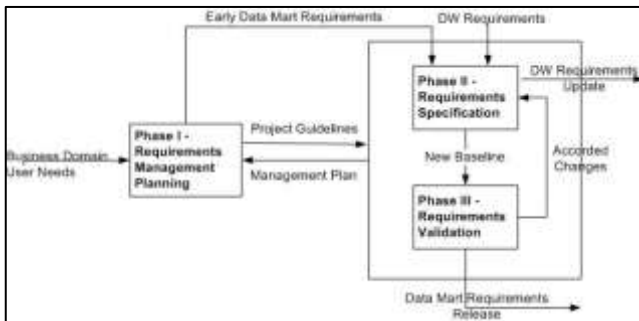 Early Data Mart Requirements
DW Requirements
DW Requirements
Update
Phase II -
Requirements
Specification
Phase I -
Requirements
Management
Planning
Project Guidelines
Business Domain
User Needs
Management Plan
New Baseline
Accorded
Changes
Phase III -
Requirements
Validation
Data Mart Requirements
Release